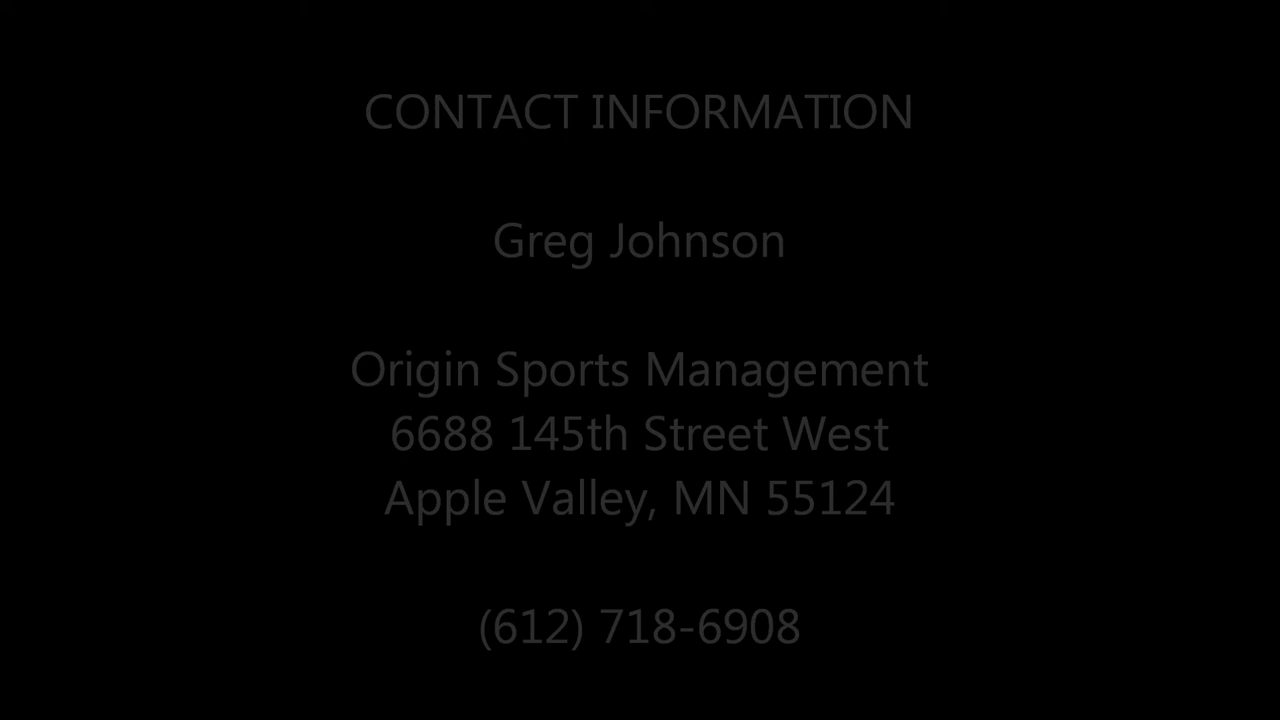 CONTACT INFORMATION
Greg Johnson
Origin Sports Management
6688 145th Street West
Apple Valley, MN 55124
(612) 718-6908